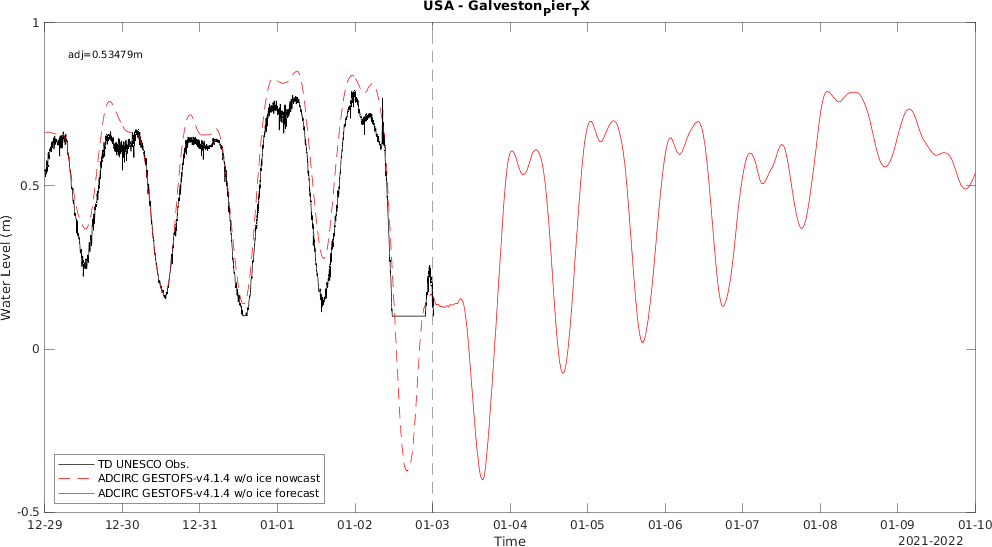 USA - GalvestonPierTX
adj=0.53479m
1
0.5
0
-0.5
Water Level (m)
TD UNESCO Obs.
ADCIRC GESTOFS-v4.1.4 w/o ice nowcast
ADCIRC GESTOFS-v4.1.4 w/o ice forecast
12-29 12-30 12-31 01-01 01-02 01-03 01-04 01-05 01-06 01-07 01-08 01-09 01-10
Time
2021-2022